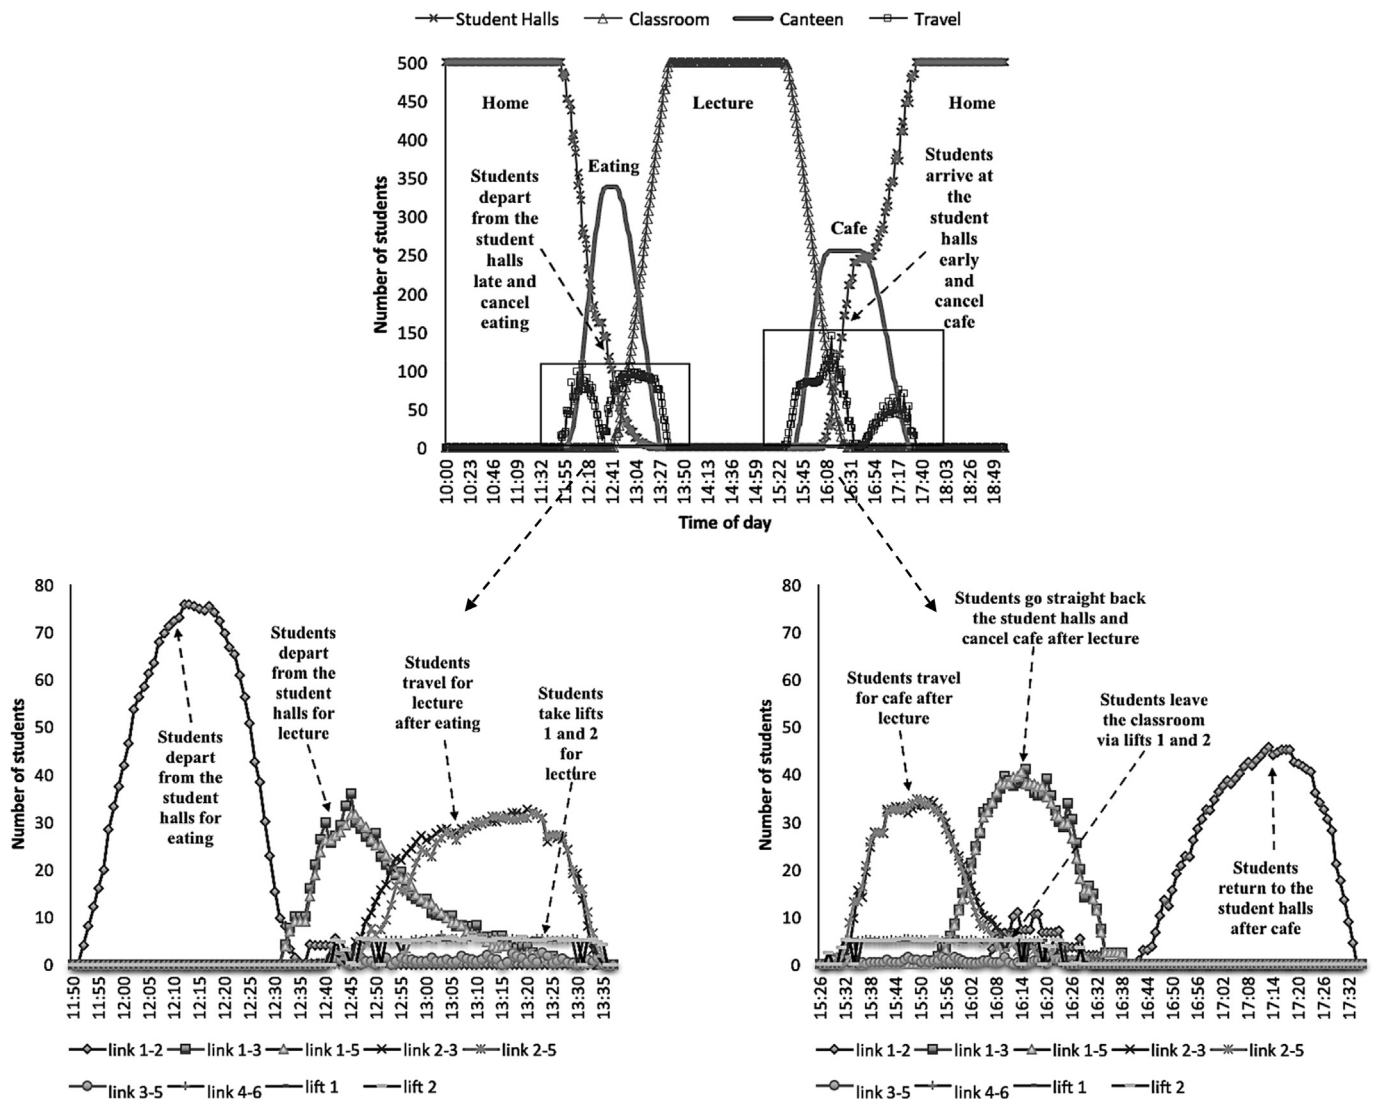 Student Halls Classroom Canteen Travel
500
450
400
350
300
250
200
150
100
50
0
Number of students
Home
Lecture
Home
Eating
Students
depart
from the
student
halls
late and
cancel
eating
Cafe
Students
arrive at
the
student
halls
early
and
cancel
cafe
10:00 10:23 10:46 11:09 11:32 11:55 12:18 12:41 13:04 13:27 13:50 14:13 14:36 14:59 15:22 15:45 16:08 16:31 16:54 17:17 17:40 18:03 18:26 18:49
Time of day
80
70
60
50
40
30
20
10
0
Number of students
Students
depart
from the
student
halls for
eating
Students
depart
from the
student
halls for
lecture
Students
travel for
lecture
after eating
Students
take lifts
1 and 2
for
lecture
11:50 11:55 12:00 12:05 12:10 12:15 12:20 12:25 12:30 12:35 12:40 12:45 12:50 12:55 13:00 13:05 13:10 13:15 13:20 13:25 13:30 13:35
link 1-2 link 1-3 link 1-5 link 2-3 link 2-5
link 3-5 link 4-6 lift 1 lift 2
80
70
60
50
40
30
20
10
0
Number of students
Students travel
for cafe after
lecture
Students go straight back
the student halls and
cancel cafe after lecture
Students leave
the classroom
via lifts 1 and 2
Students
return to the
student halls
after cafe
15:26 15:32 15:38 15:44 15:50 15:56 16:02 16:08 16:14 16:20 16:26 16:32 16:38 16:44 16:50 16:56 17:02 17:08 17:14 17:20 17:26 17:32
link 1-2 link 1-3 link 1-5 link 2-3 link 2-5
link 3-5 link 4-6 lift 1 lift 2